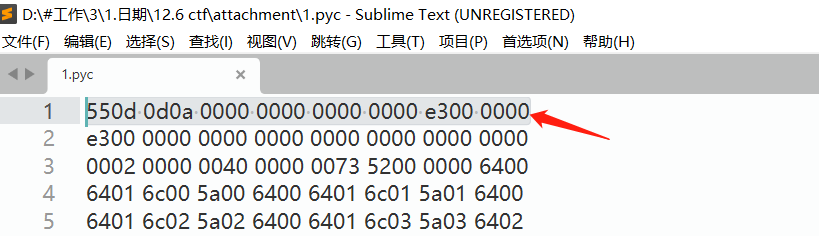 D:\#工作\3\1.日期\12.6 ctf\attachment\1.pyc - Sublime Text (UNREGISTERED)
文件(F) 编辑(E) 选择(S) 查找(I) 视图(V) 跳转(G) 工具(T) 项目(P) 首选项(N) 帮助(H)
1.pyc ×
1 550d 0d0a 0000 0000 0000 0000 e300 0000
2 e300 0000 0000 0000 0000 0000 0000 0000
3 0002 0000 0040 0000 0073 5200 0000 6400
4 6401 6c00 5a00 6400 6401 6c01 5a01 6400
5 6401 6c02 5a02 6400 6401 6c03 5a03 6402